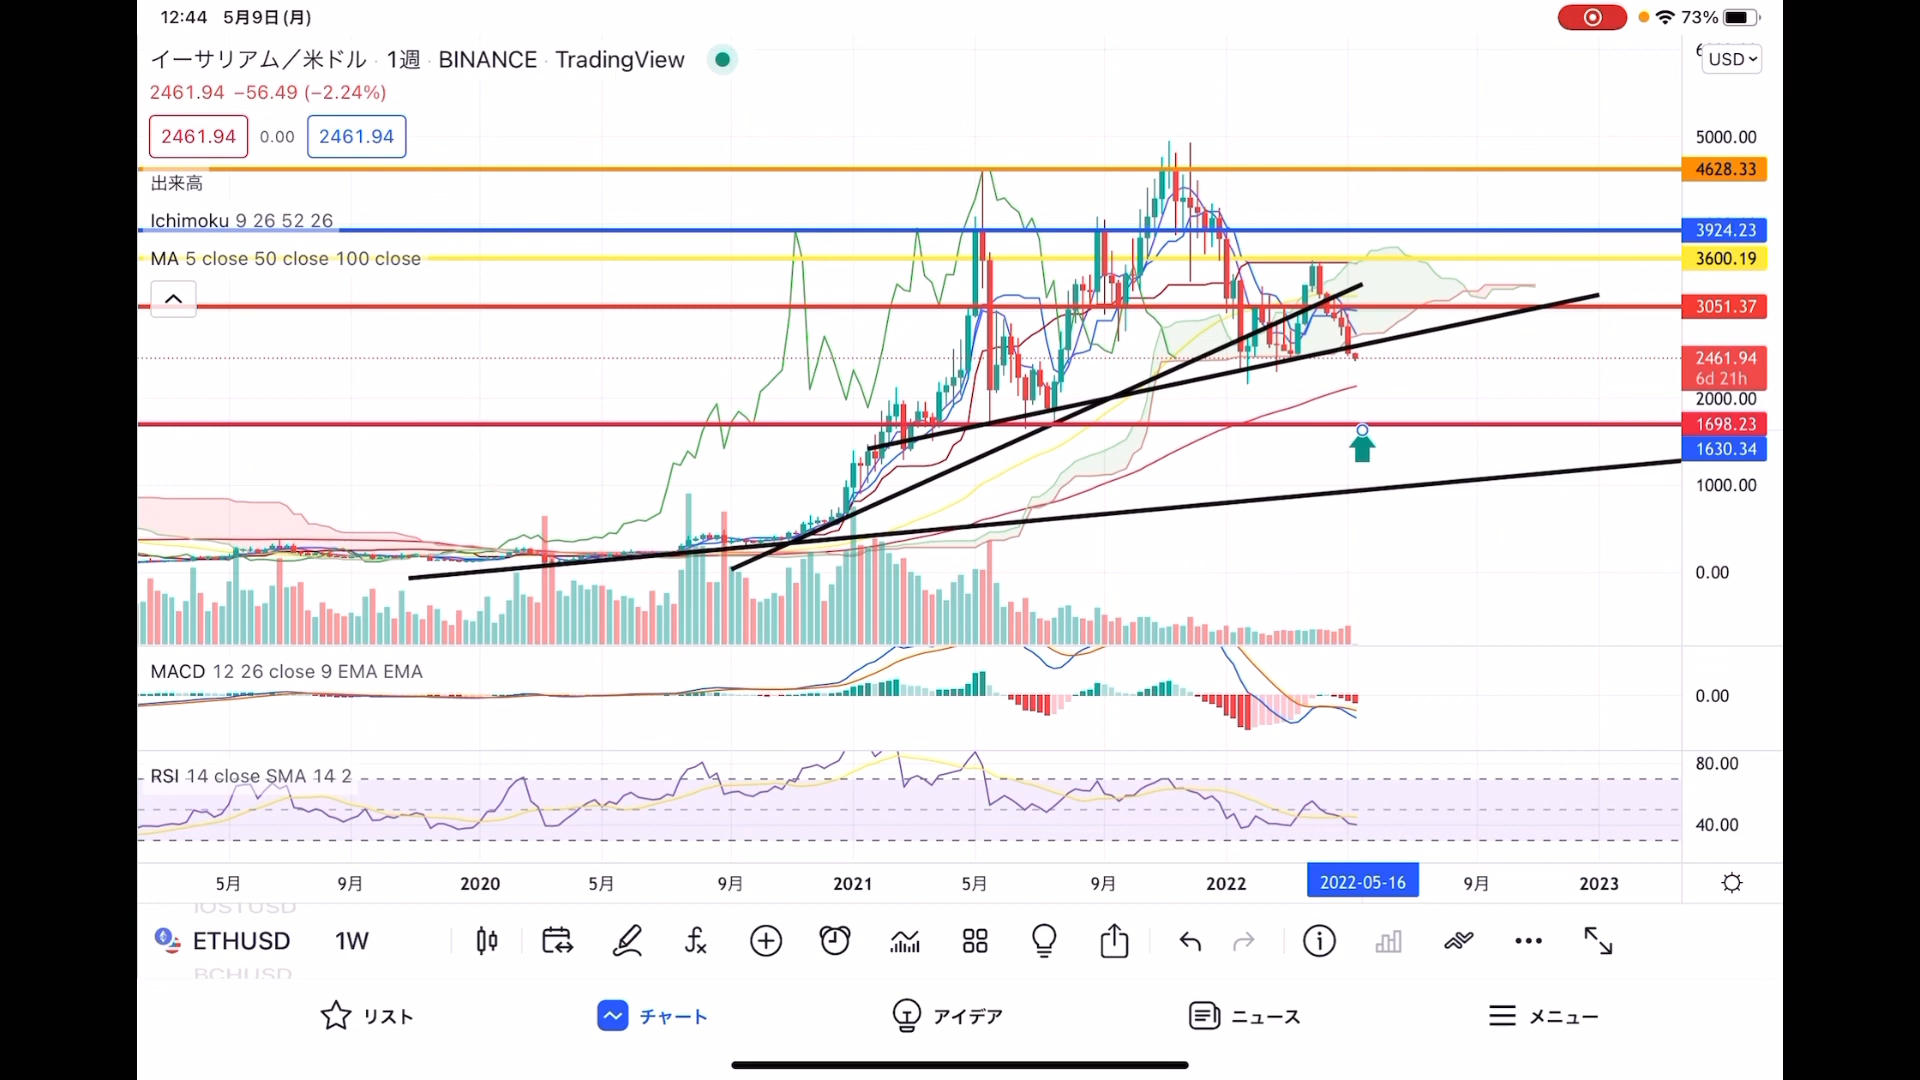 12:44 5月9日(月)
73%
イーサリアム／米ドル · 1週 · BINANCE · TradingView
USD
2461.94 −56.49 (−2.24%)
2461.94 0.00 2461.94
出来高
Ichimoku 9 26 52 26
MA 5 close 50 close 100 close
5000.00
4628.33
3924.23
3600.19
3051.37
2461.94
6d 21h
2000.00
1698.23
1630.34
1000.00
0.00
MACD 12 26 close 9 EMA EMA
0.00
RSI 14 close SMA 14 2
80.00
40.00
5月 9月 2020 5月 9月 2021 5月 9月 2022 2022-05-16 9月 2023
IOSTUSD
ETHUSD 1W
BCHUSD
リスト チャート アイデア ニュース メニュー